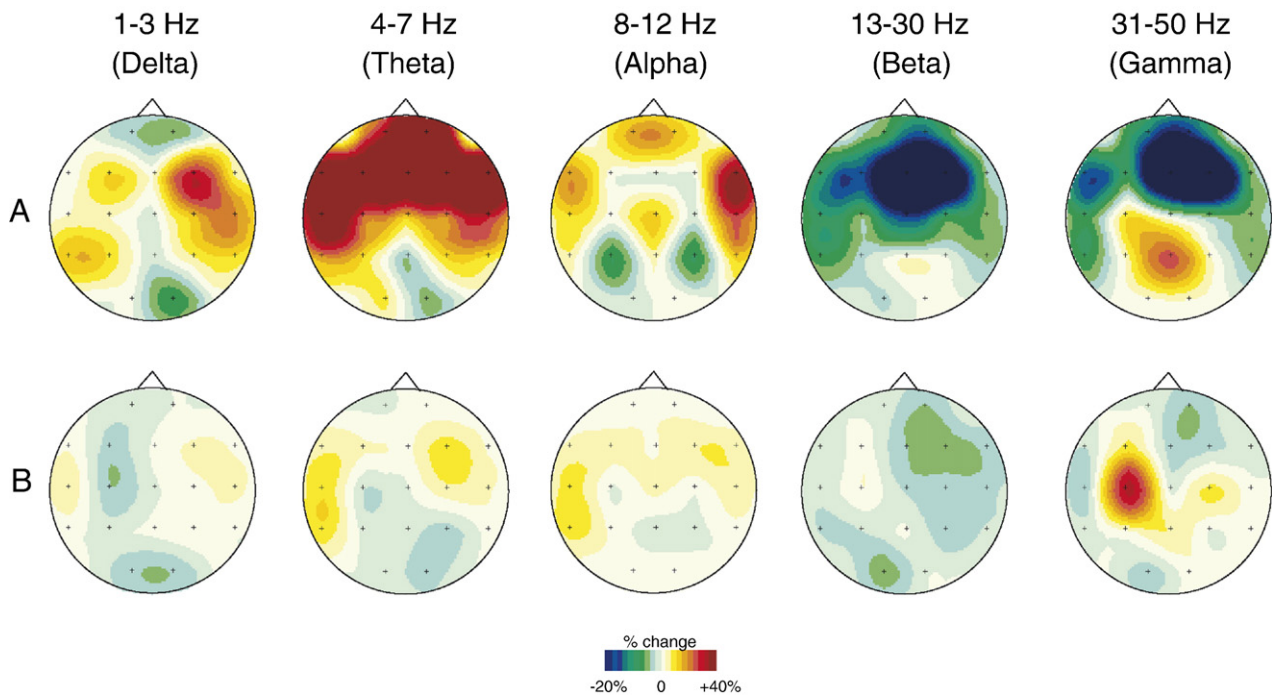 1-3 Hz 4-7 Hz 8-12 Hz 13-30 Hz 31-50 Hz
(Delta) (Theta) (Alpha) (Beta) (Gamma)
A
B
% change
-20% 0 +40%